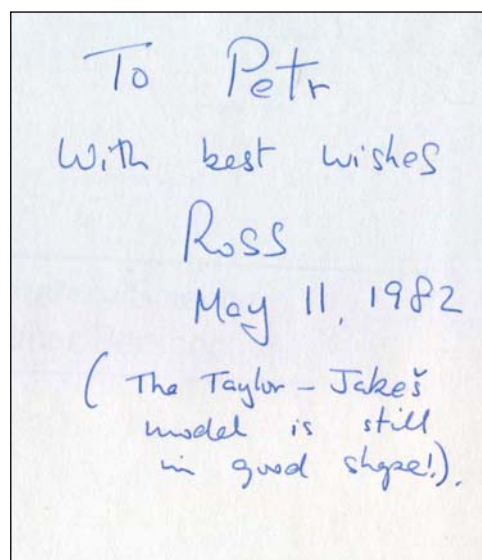 To Petr
With best wishes
Ross
May 11, 1982
( The Taylor – Jakeš
model is still
in good shape!).